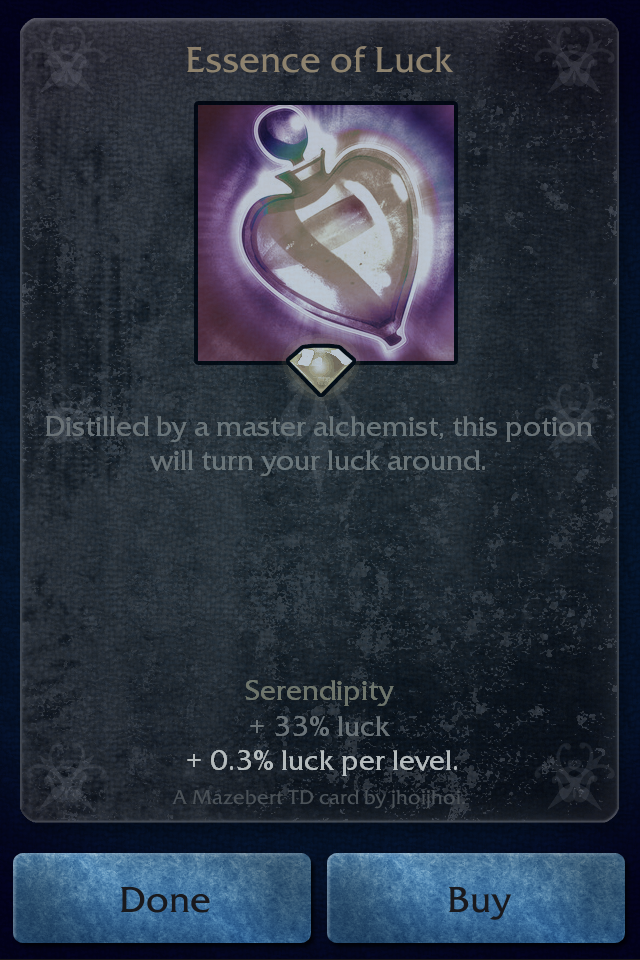 Essence of Luck
Distilled by a master alchemist, this potion
will turn your luck around.
Serendipity
+ 33% luck
+ 0.3% luck per level.
A Mazebert TD card by jhoijhoi.
Done
Buy